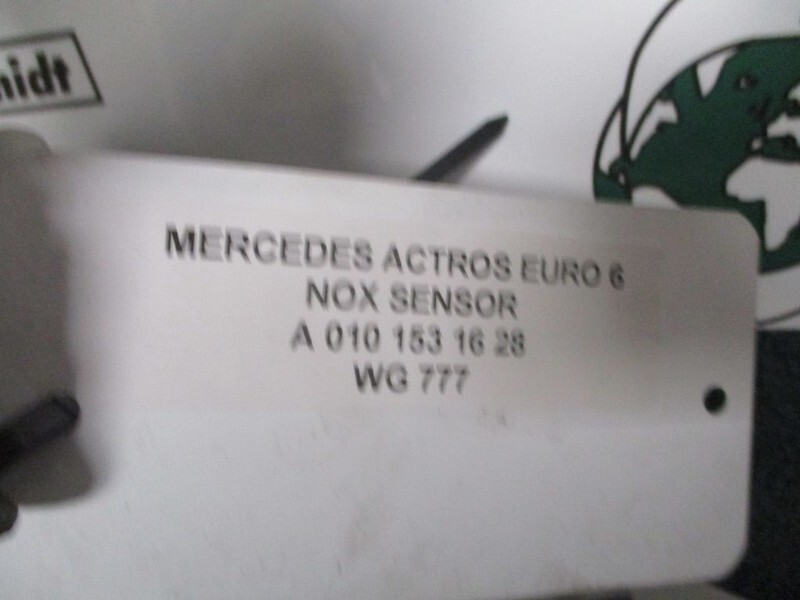 MERCEDES ACTROS EURO 6
NOX SENSOR
A 010 153 16 28
WG 777